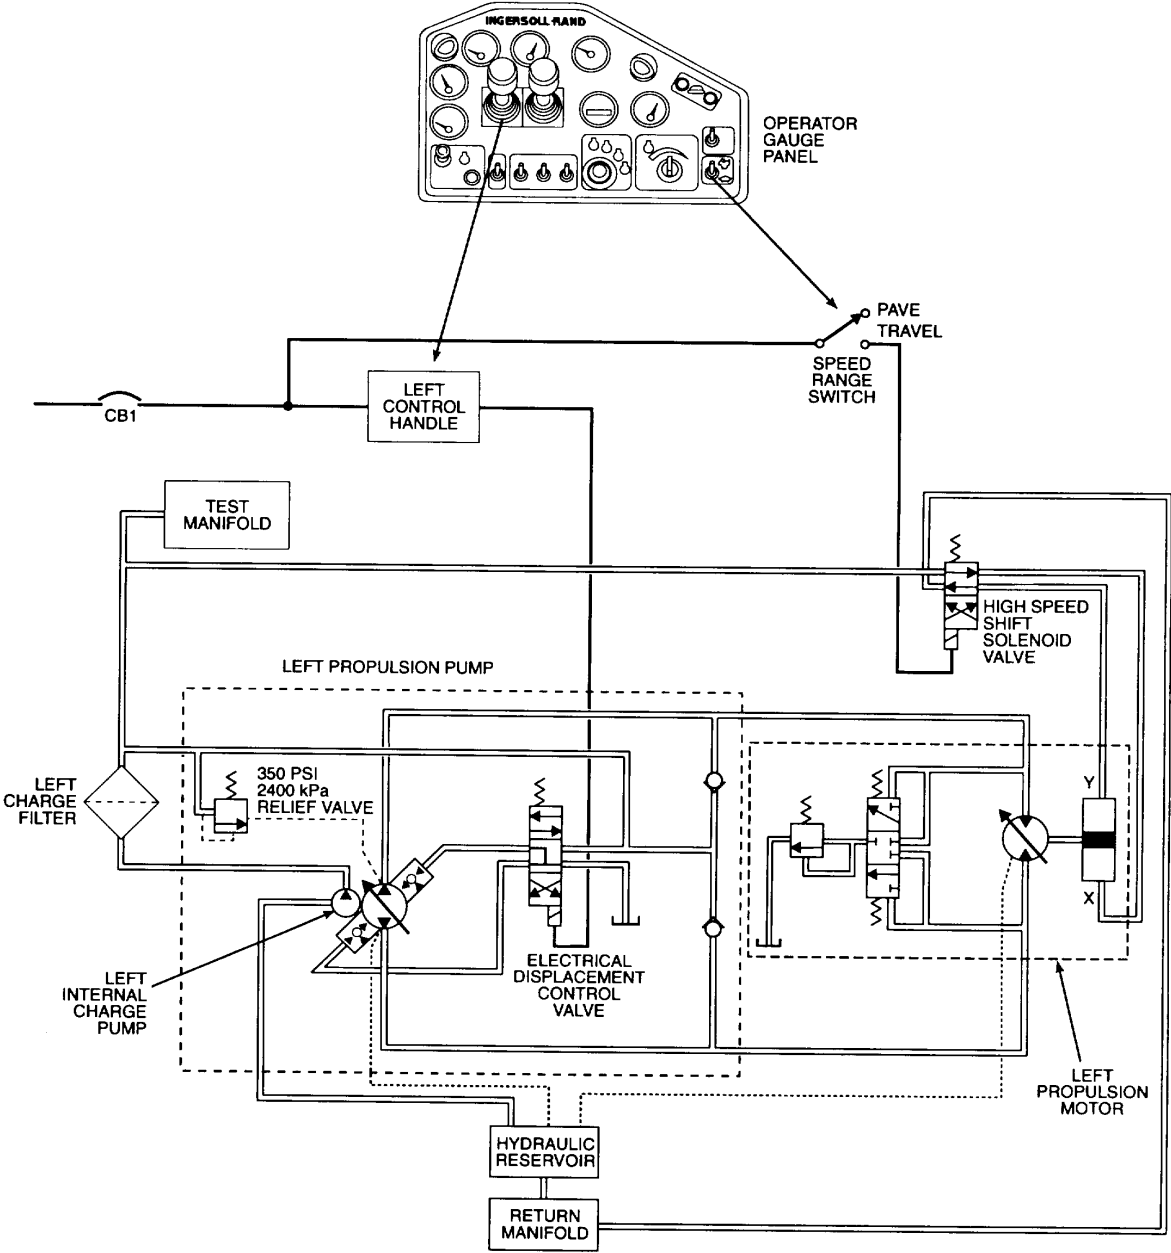 INGERSOLL-RAND
OPERATOR
GAUGE
PANEL
PAVE
TRAVEL
SPEED
RANGE
SWITCH
LEFT
CONTROL
HANDLE
CB1
TEST
MANIFOLD
HIGH SPEED
SHIFT
SOLENOID
VALVE
LEFT PROPULSION PUMP
LEFT
CHARGE
FILTER
350 PSI
2400 kPa
RELIEF VALVE
Y
X
ELECTRICAL
DISPLACEMENT
CONTROL
VALVE
LEFT
INTERNAL
CHARGE
PUMP
LEFT
PROPULSION
MOTOR
HYDRAULIC
RESERVOIR
RETURN
MANIFOLD